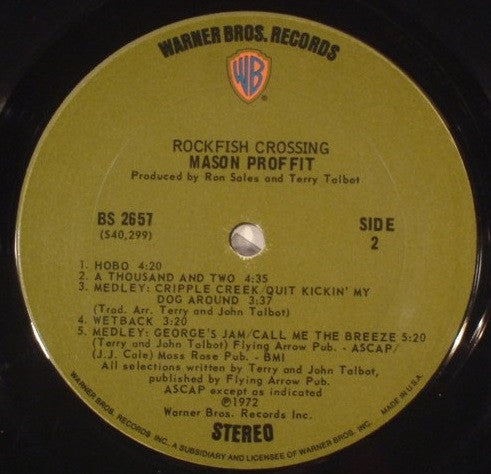 WARNER BROS. RECORDS
WB
ROCKFISH CROSSING
MASON PROFFIT
Produced by Ron Sales and Terry Talbot
BS 2657
(S40,299)
SIDE
2
1. HOBO 4:20
2. A THOUSAND AND TWO 4:35
3. MEDLEY: CRIPPLE CREEK/QUIT KICKIN' MY
DOG AROUND 3:37
(Trad. Arr. Terry and John Talbot)
4. WETBACK 3:20
5. MEDLEY: GEORGE'S JAM/CALL ME THE BREEZE 5:20
(Terry and John Talbot) Flying Arrow Pub. - ASCAP/
(J.J. Cale) Moss Rose Pub. - BMI
All selections written by Terry and John Talbot,
published by Flying Arrow Pub.
ASCAP except as indicated
℗1972
Warner Bros. Records Inc.
STEREO
WARNER BROS. RECORDS INC., A SUBSIDIARY AND LICENSEE OF WARNER BROS. INC.
MADE IN U.S.A.